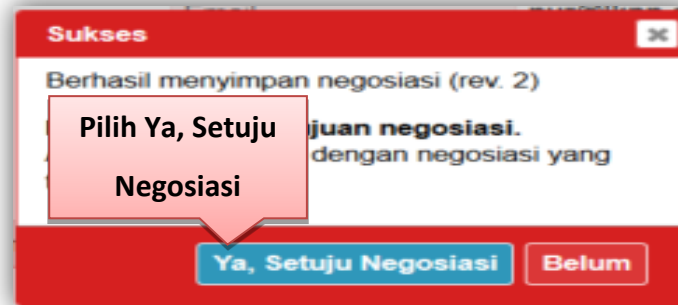 Sukses
Berhasil menyimpan negosiasi (rev. 2)
juan negosiasi.
dengan negosiasi yang
Pilih Ya, Setuju
Negosiasi
Ya, Setuju Negosiasi
Belum